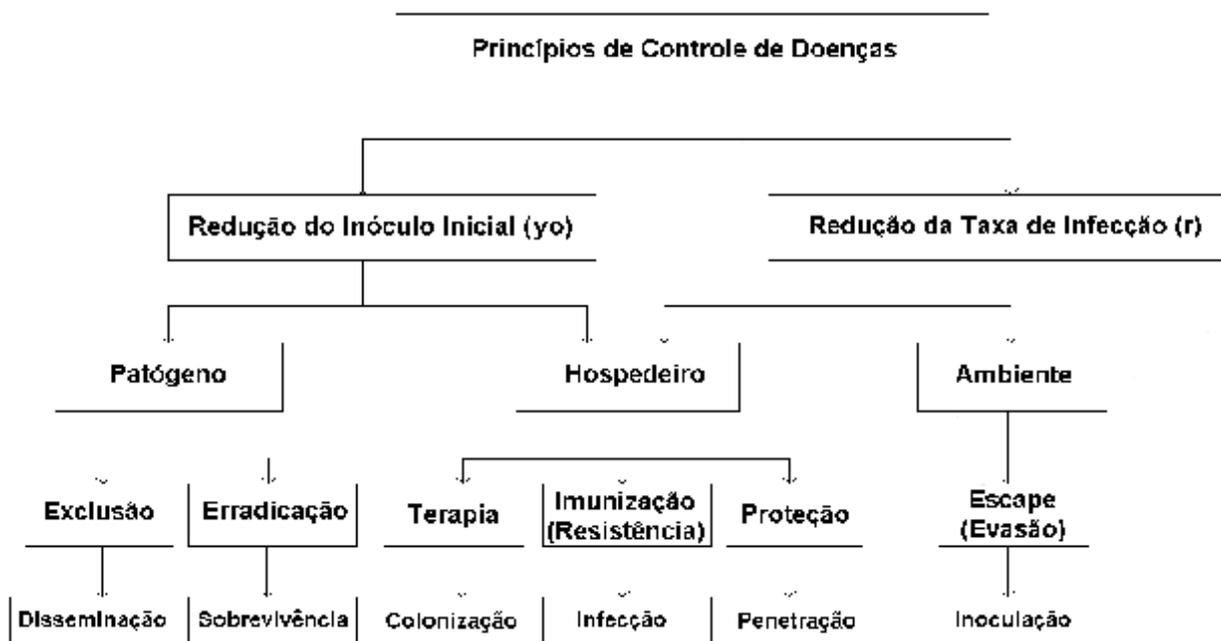 Princípios de Controle de Doenças
Redução do Inóculo Inicial (yo)
Redução da Taxa de Infecção (r)
Patógeno
Hospedeiro
Ambiente
Exclusão
Erradicação
Terapia
Imunização
(Resistência)
Proteção
Escape
(Evasão)
Disseminação
Sobrevivência
Colonização
Infecção
Penetração
Inoculação